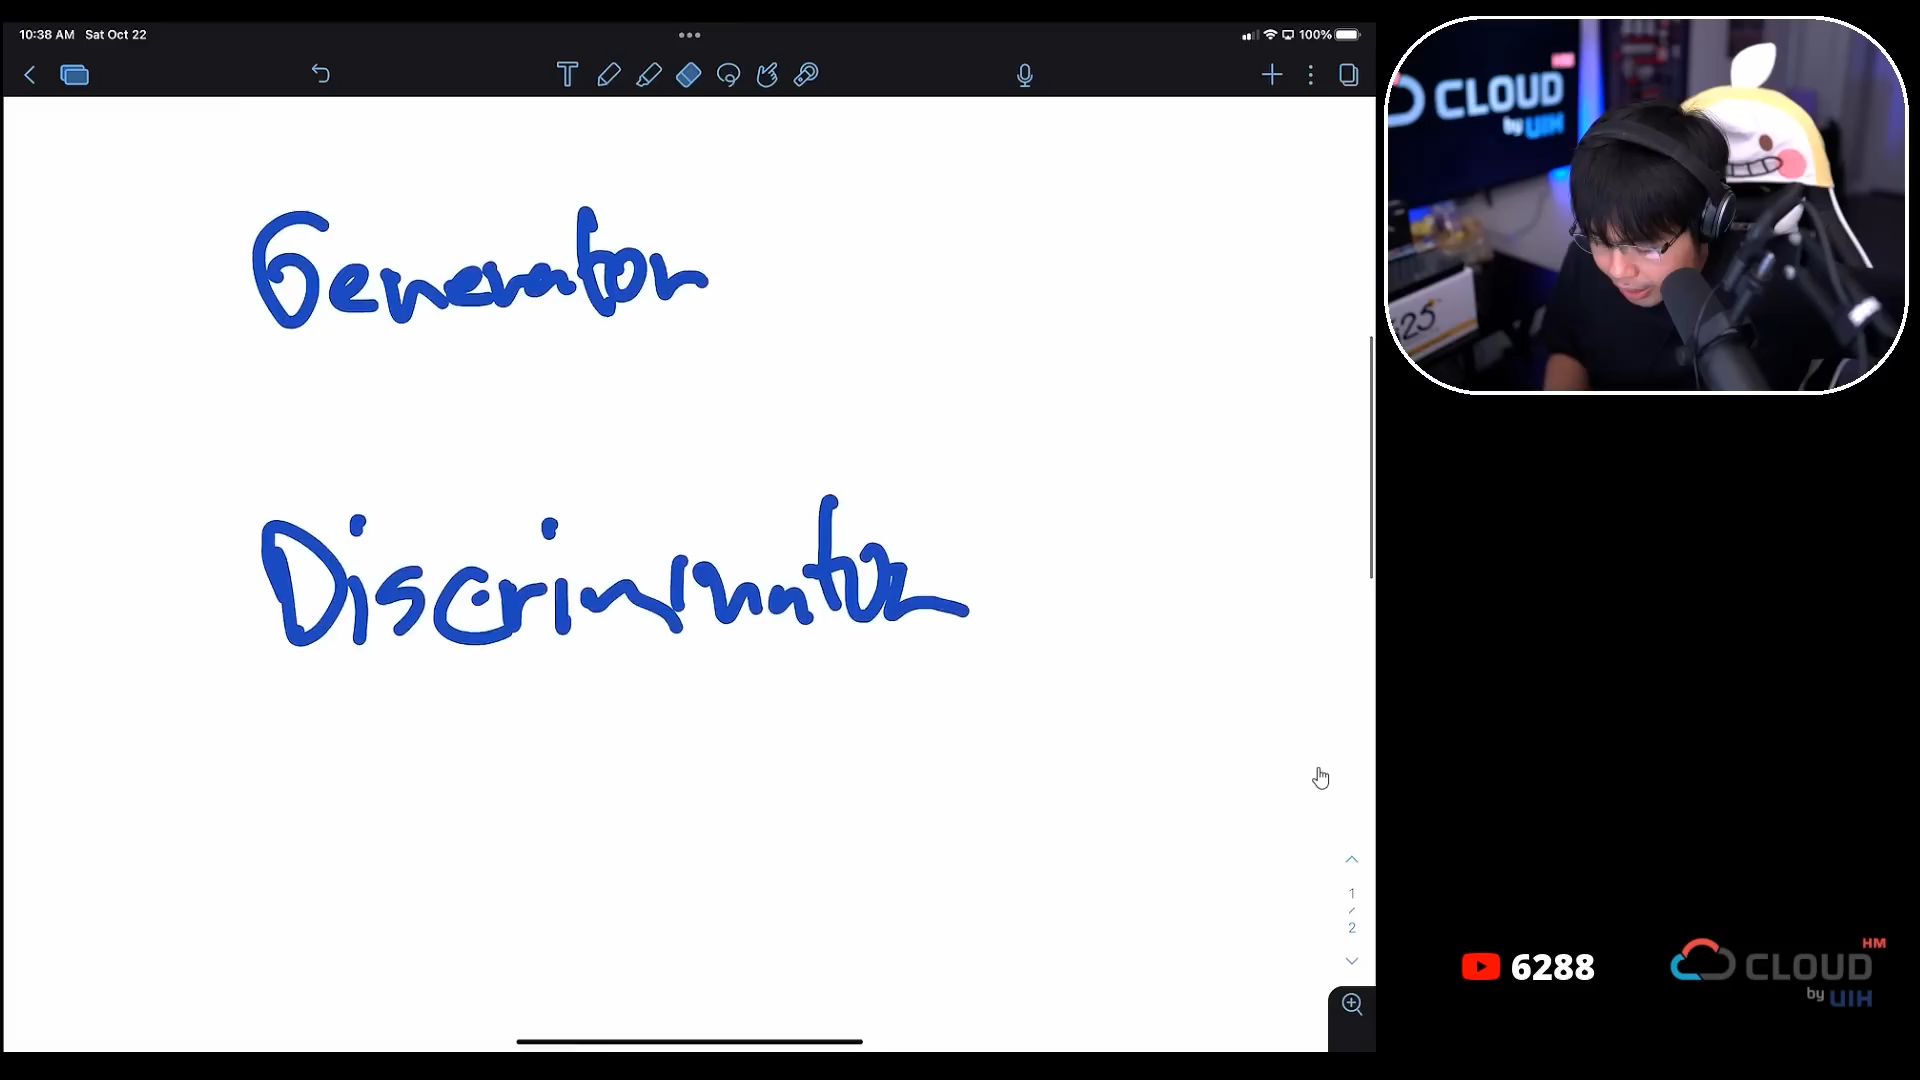 10:38 AM Sat Oct 22
100%
T
Generator
Discriminator
1
/
2
CLOUD HM
by UIH
6288
HM
CLOUD
by UIH